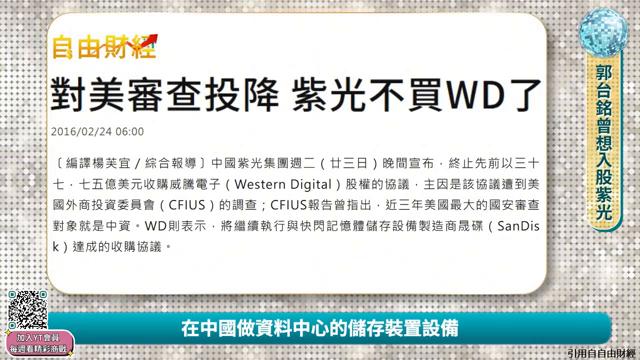 自由財經
對美審查投降 紫光不買WD了
2016/02/24 06:00
〔編譯楊芙宜/綜合報導〕中國紫光集團週二(廿三日)晚間宣布,終止先前以三十
七.七五億美元收購威騰電子(Western Digital)股權的協議,主因是該協議遭到美
國外商投資委員會(CFIUS)的調查;CFIUS報告曾指出,近三年美國最大的國安審查
對象就是中資。WD則表示,將繼續執行與快閃記憶體儲存設備製造商晟碟(SanDis
k)達成的收購協議。
郭台銘曾想入股紫光
在中國做資料中心的儲存裝置設備
加入YT會員
每週看精彩商戰
引用自自由財經